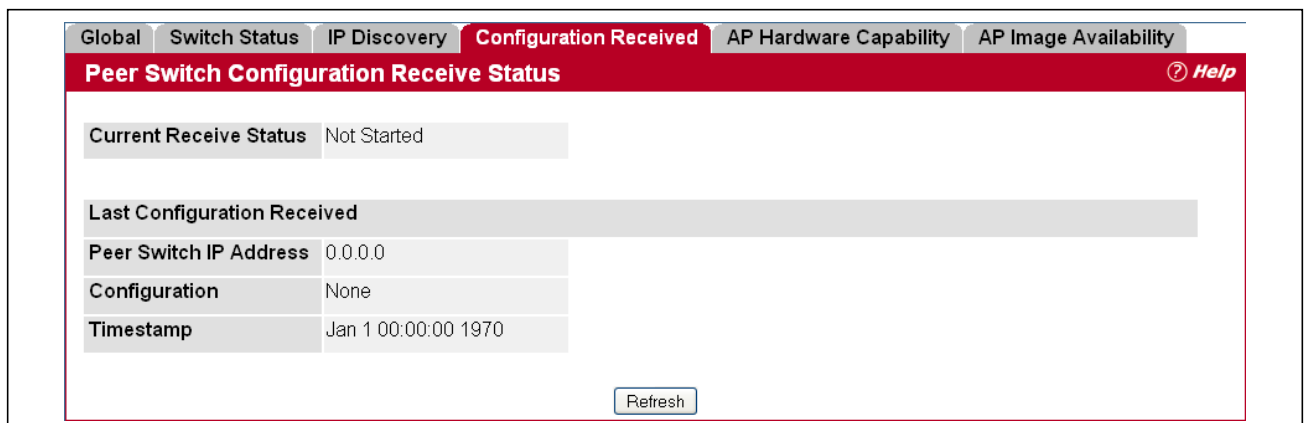 Global Switch Status IP Discovery Configuration Received AP Hardware Capability AP Image Availability
Peer Switch Configuration Receive Status ? Help
Current Receive Status Not Started
Last Configuration Received
Peer Switch IP Address 0.0.0.0
Configuration None
Timestamp Jan 1 00:00:00 1970
Refresh